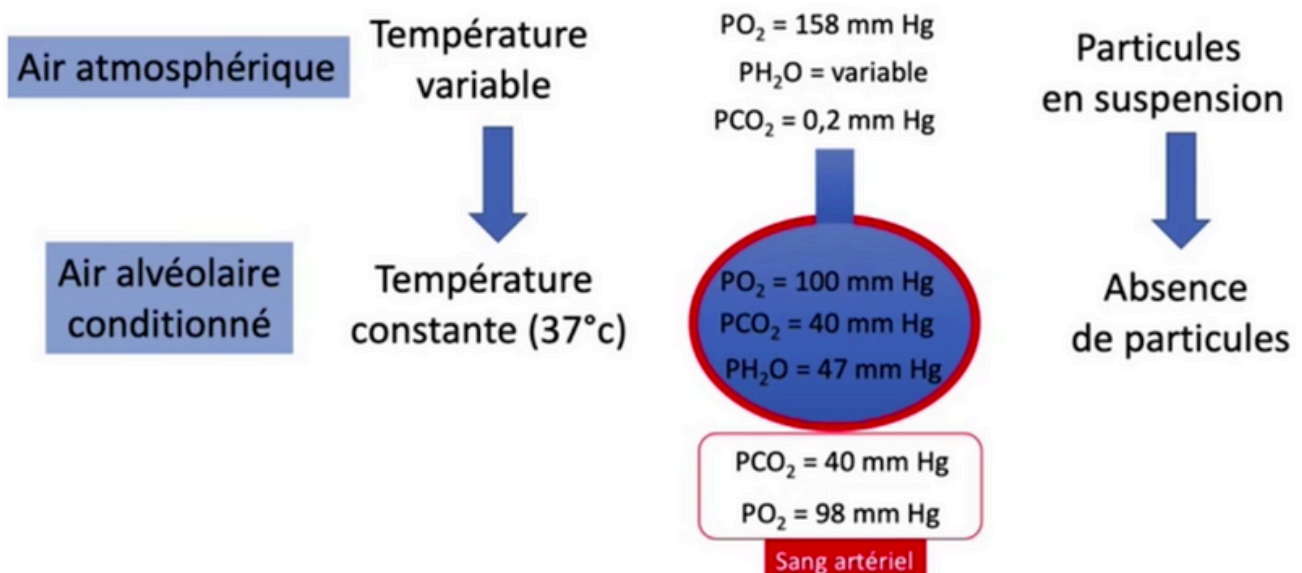 Air atmosphérique
Température
variable
PO₂ = 158 mm Hg
PH₂O = variable
PCO₂ = 0,2 mm Hg
Particules
en suspension
Air alvéolaire
conditionné
Température
constante (37°c)
PO₂ = 100 mm Hg
PCO₂ = 40 mm Hg
PH₂O = 47 mm Hg
Absence
de particules
PCO₂ = 40 mm Hg
PO₂ = 98 mm Hg
Sang artériel